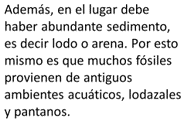 Además, en el lugar debe
haber abundante sedimento,
es decir lodo o arena. Por esto
mismo es que muchos fósiles
provienen de antiguos
ambientes acuáticos, lodazales
y pantanos.